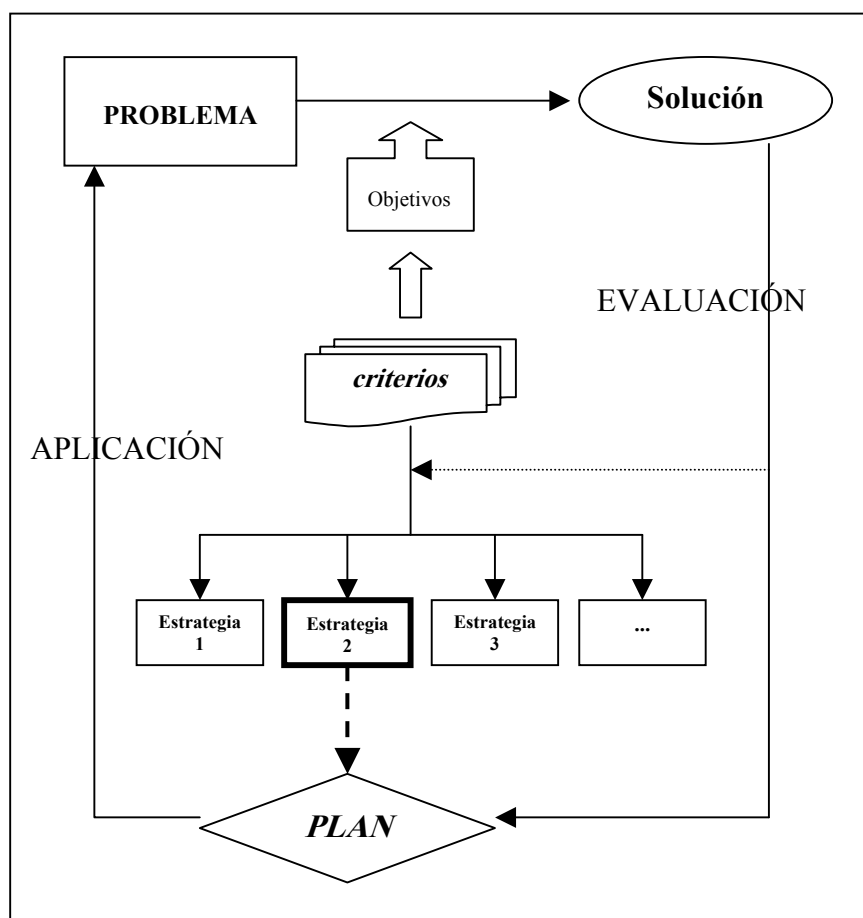 PROBLEMA
Solución
Objetivos
EVALUACIÓN
criterios
APLICACIÓN
Estrategia
1
Estrategia
2
Estrategia
3
...
PLAN